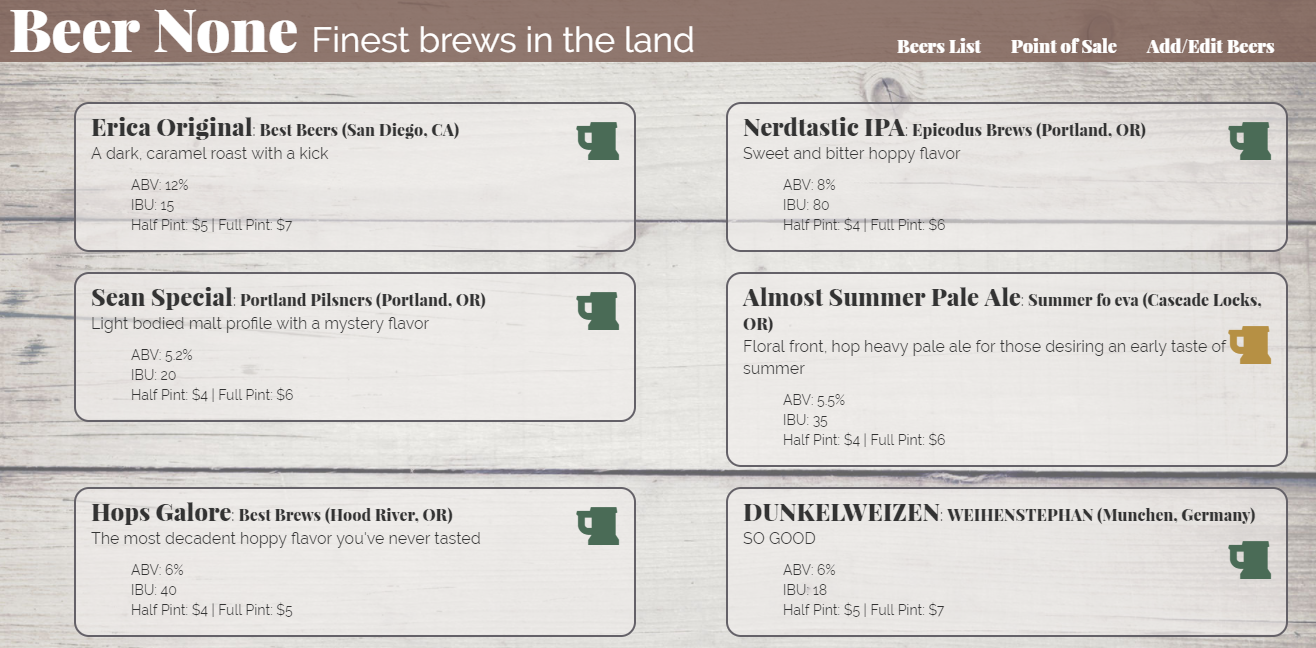 Beer None Finest brews in the land
Beers List Point of Sale Add/Edit Beers
Erica Original: Best Beers (San Diego, CA)
A dark, caramel roast with a kick
ABV: 12%
IBU: 15
Half Pint: $5 | Full Pint: $7
Nerdtastic IPA: Epicodus Brews (Portland, OR)
Sweet and bitter hoppy flavor
ABV: 8%
IBU: 80
Half Pint: $4 | Full Pint: $6
Sean Special: Portland Pilsners (Portland, OR)
Light bodied malt profile with a mystery flavor
ABV: 5.2%
IBU: 20
Half Pint: $4 | Full Pint: $6
Almost Summer Pale Ale: Summer fo eva (Cascade Locks,
OR)
Floral front, hop heavy pale ale for those desiring an early taste of
summer
ABV: 5.5%
IBU: 35
Half Pint: $4 | Full Pint: $6
Hops Galore: Best Brews (Hood River, OR)
The most decadent hoppy flavor you've never tasted
ABV: 6%
IBU: 40
Half Pint: $4 | Full Pint: $5
DUNKELWEIZEN: WEIHENSTEPHAN (Munchen, Germany)
SO GOOD
ABV: 6%
IBU: 18
Half Pint: $5 | Full Pint: $7